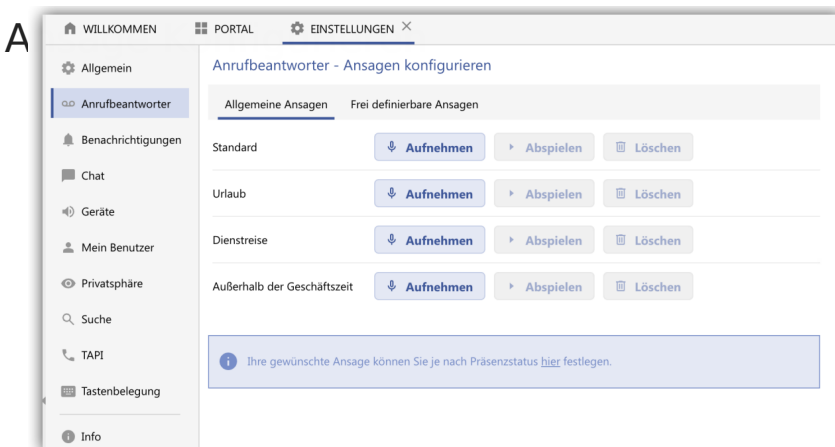 A
WILLKOMMEN PORTAL EINSTELLUNGEN
Allgemein
Anrufbeantworter
Benachrichtigungen
Chat
Geräte
Mein Benutzer
Privatsphäre
Suche
TAPI
Tastenbelegung
Info
Anrufbeantworter - Ansagen konfigurieren
Allgemeine Ansagen Frei definierbare Ansagen
Standard Aufnehmen Abspielen Löschen
Urlaub Aufnehmen Abspielen Löschen
Dienstreise Aufnehmen Abspielen Löschen
Außerhalb der Geschäftszeit Aufnehmen Abspielen Löschen
Ihre gewünschte Ansage können Sie je nach Präsenzstatus hier festlegen.